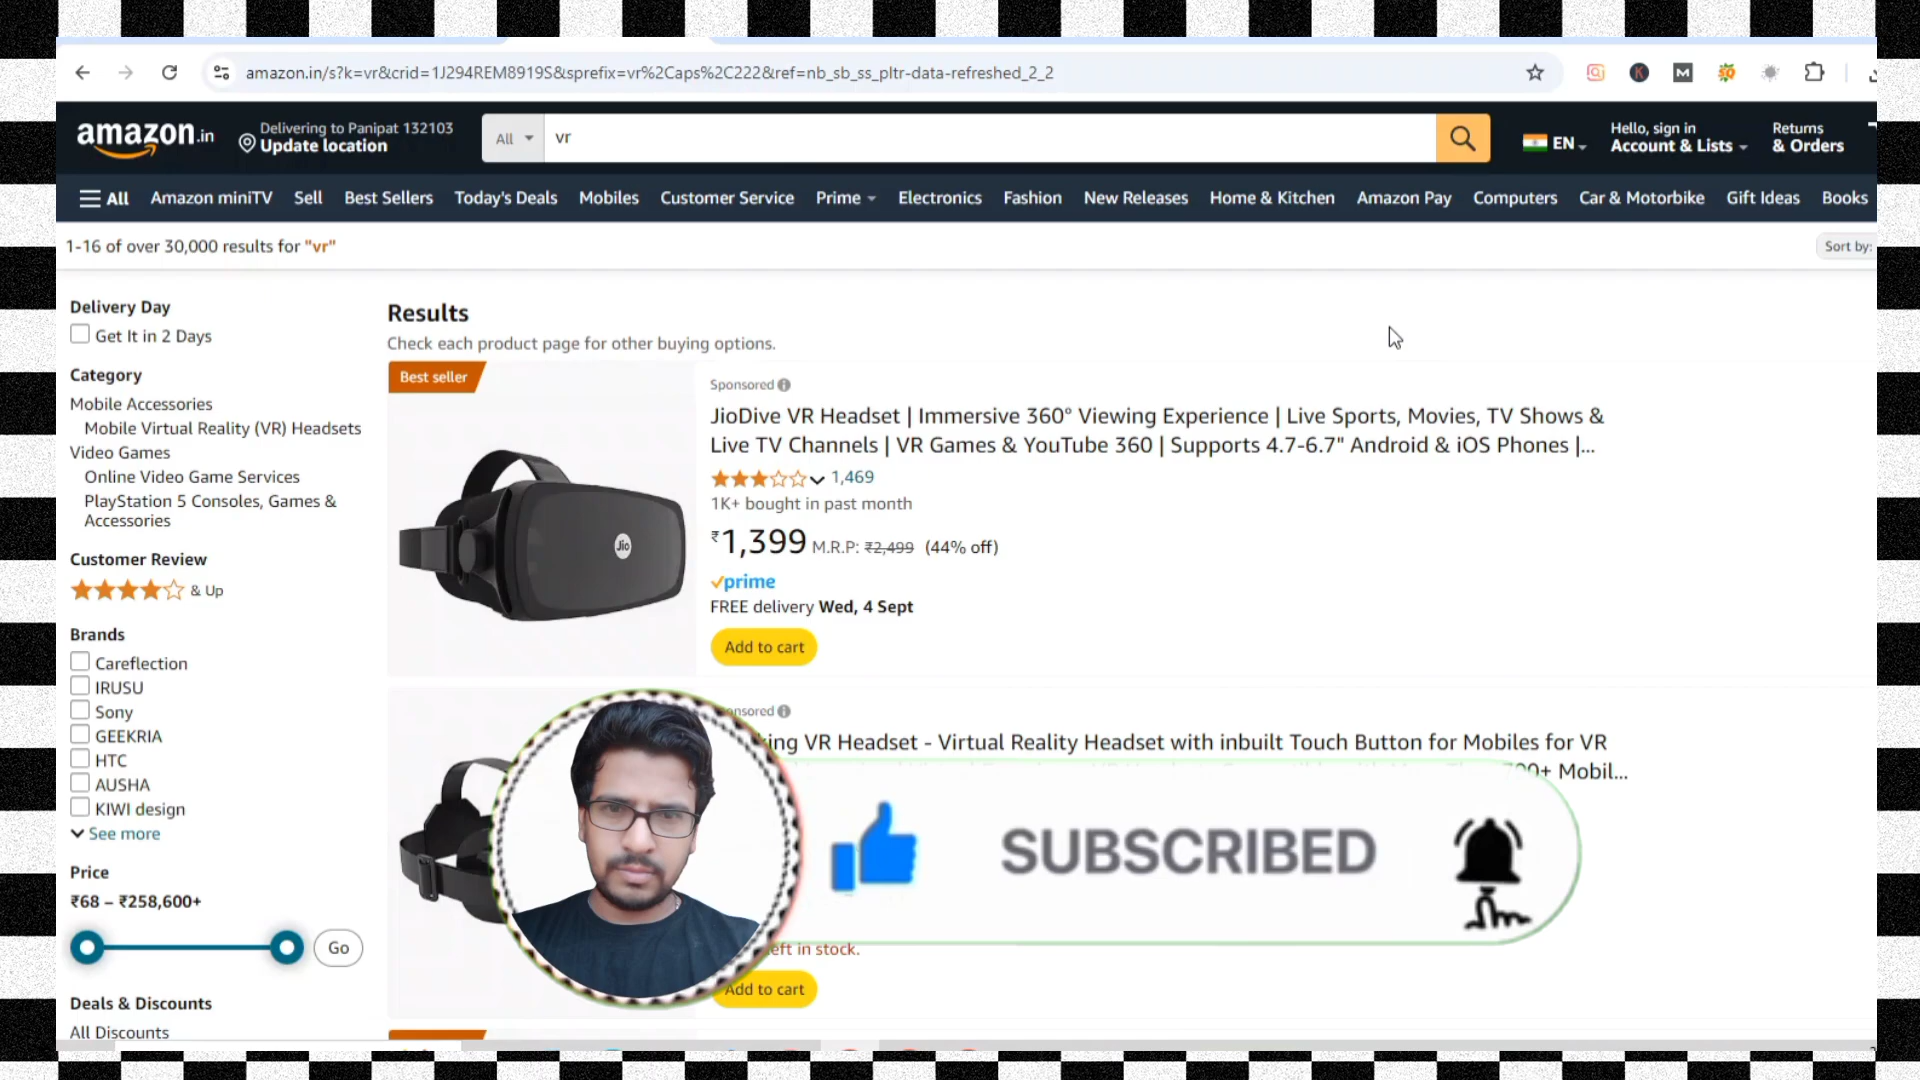 amazon.in/s?k=vr&crid=1J294REM8919S&sprefix=vr%2Caps%2C222&ref=nb_sb_ss_pltr-data-refreshed_2_2
amazon.in
Delivering to Panipat 132103
Update location
All
vr
EN
Hello, sign in
Account & Lists
Returns
& Orders
All
Amazon miniTV
Sell
Best Sellers
Today's Deals
Mobiles
Customer Service
Prime
Electronics
Fashion
New Releases
Home & Kitchen
Amazon Pay
Computers
Car & Motorbike
Gift Ideas
Books
1-16 of over 30,000 results for "vr"
Sort by:
Delivery Day
Get It in 2 Days
Category
Mobile Accessories
Mobile Virtual Reality (VR) Headsets
Video Games
Online Video Game Services
PlayStation 5 Consoles, Games &
Accessories
Customer Review
& Up
Brands
Careflection
IRUSU
Sony
GEEKRIA
HTC
AUSHA
KIWI design
See more
Price
₹68 – ₹258,600+
Go
Deals & Discounts
All Discounts
Results
Check each product page for other buying options.
Best seller
Jio
Sponsored
JioDive VR Headset | Immersive 360° Viewing Experience | Live Sports, Movies, TV Shows &
Live TV Channels | VR Games & YouTube 360 | Supports 4.7-6.7" Android & iOS Phones |...
1,469
1K+ bought in past month
₹1,399 M.R.P: ₹2,499 (44% off)
prime
FREE delivery Wed, 4 Sept
Add to cart
VR Headset - Virtual Reality Headset with inbuilt Touch Button for Mobiles for VR
Mobil...
SUBSCRIBED
in stock.
Add to cart